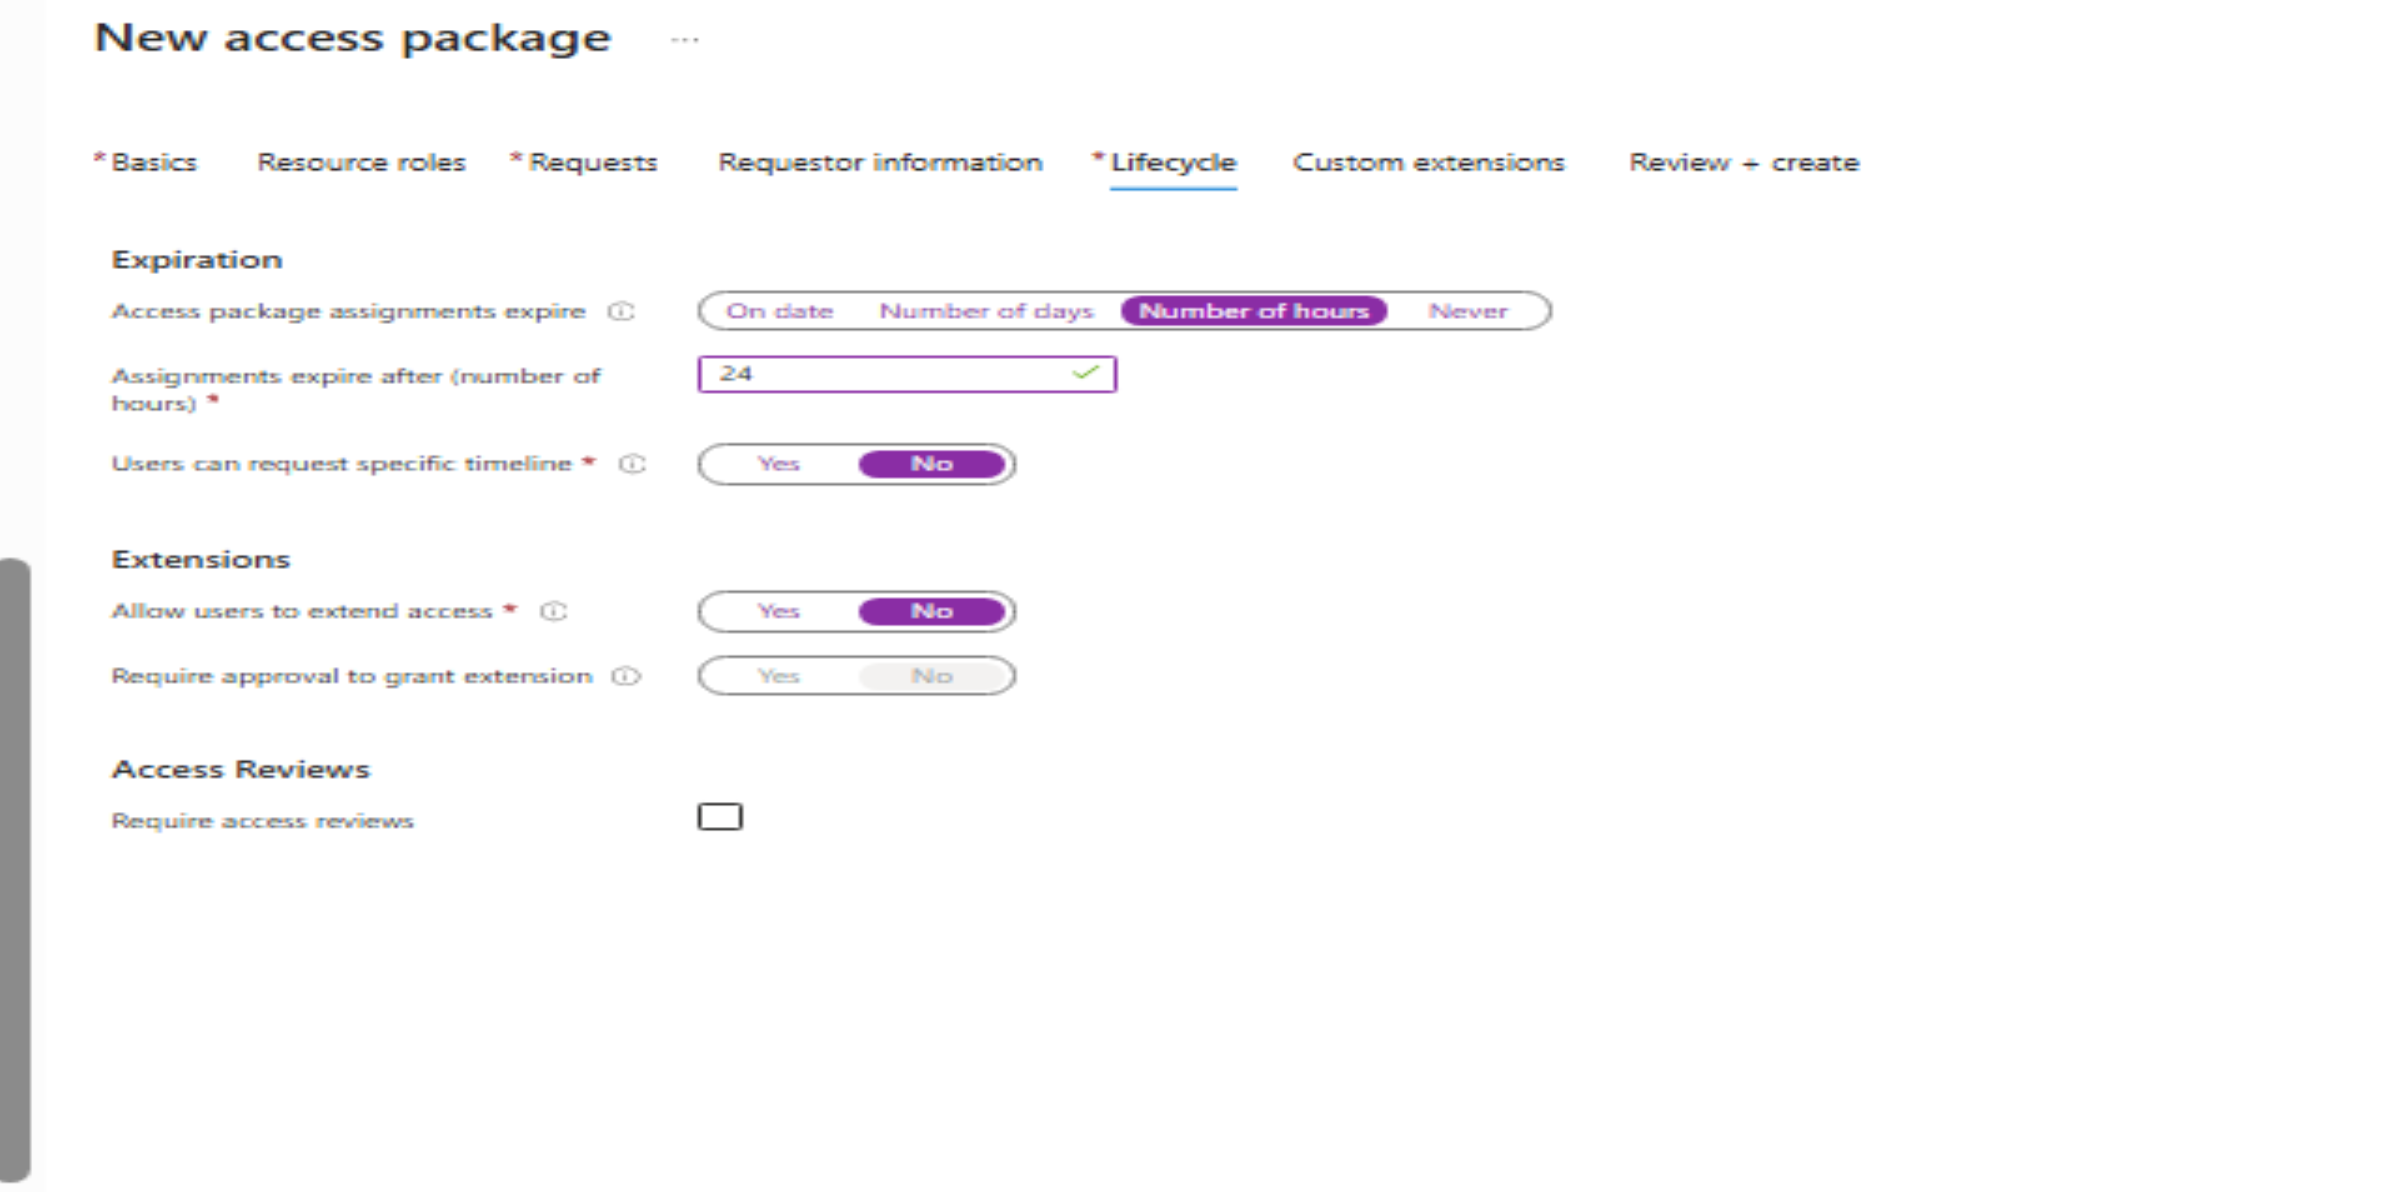 New access package ...
* Basics Resource roles * Requests Requestor information * Lifecycle Custom extensions Review + create
Expiration
Access package assignments expire On date Number of days Number of hours Never
Assignments expire after (number of 24
hours) *
Users can request specific timeline * Yes No
Extensions
Allow users to extend access * Yes No
Require approval to grant extension Yes No
Access Reviews
Require access reviews